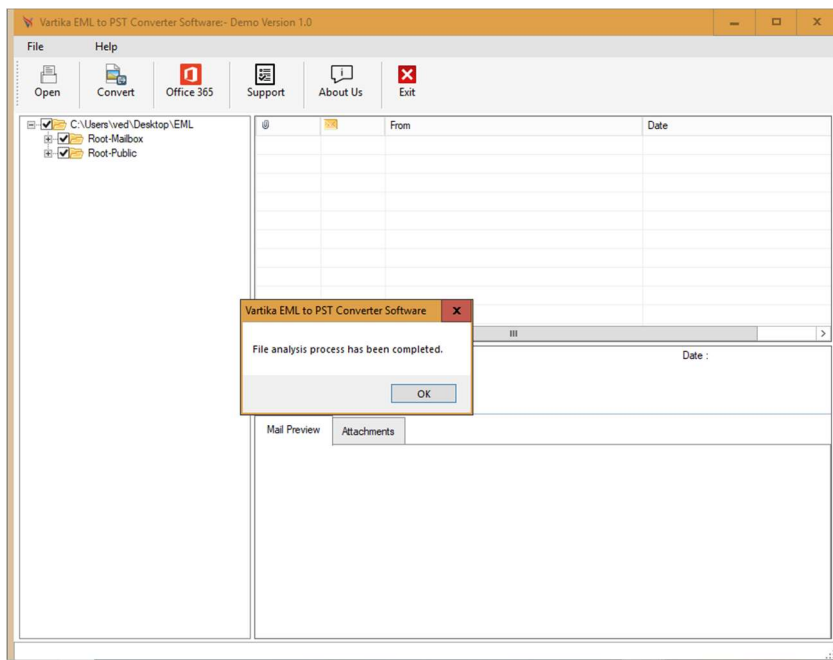 Vartika EML to PST Converter Software:- Demo Version 1.0
File Help
Open Convert Office 365 Support About Us Exit
C:\Users\ved\Desktop\EML
Root-Mailbox
Root-Public
From Date
Vartika EML to PST Converter Software
File analysis process has been completed.
OK
Date :
Mail Preview Attachments